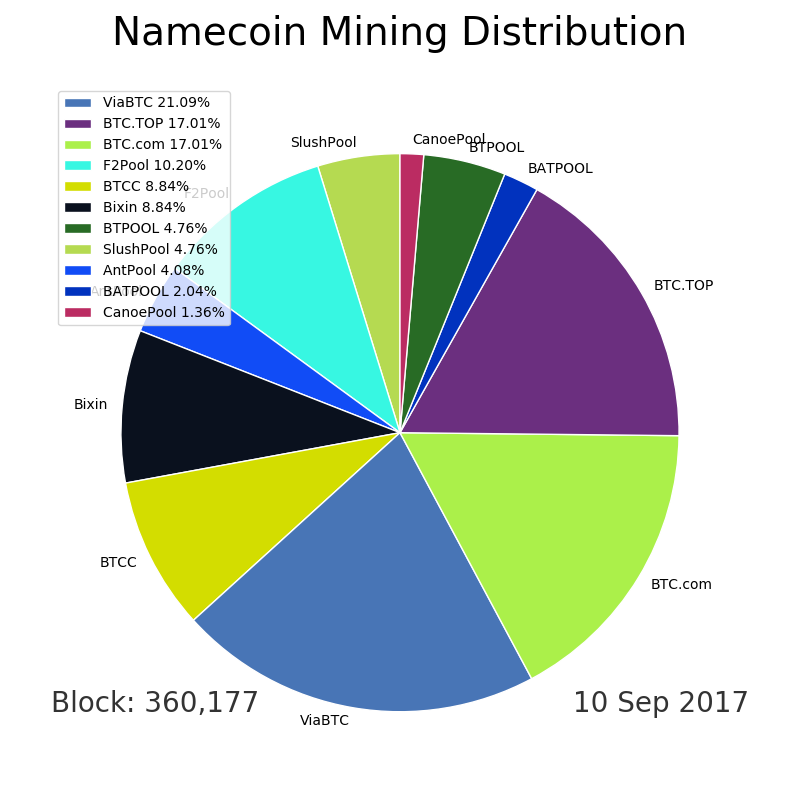 Namecoin Mining Distribution
ViaBTC 21.09%
BTC.TOP 17.01%
BTC.com 17.01%
F2Pool 10.20%
BTCC 8.84%
Bixin 8.84%
BTPOOL 4.76%
SlushPool 4.76%
AntPool 4.08%
BATPOOL 2.04%
CanoePool 1.36%
SlushPool
CanoePool
BTPOOL
BATPOOL
F2Pool
BTC.TOP
Bixin
BTCC
BTC.com
ViaBTC
Block: 360,177
10 Sep 2017